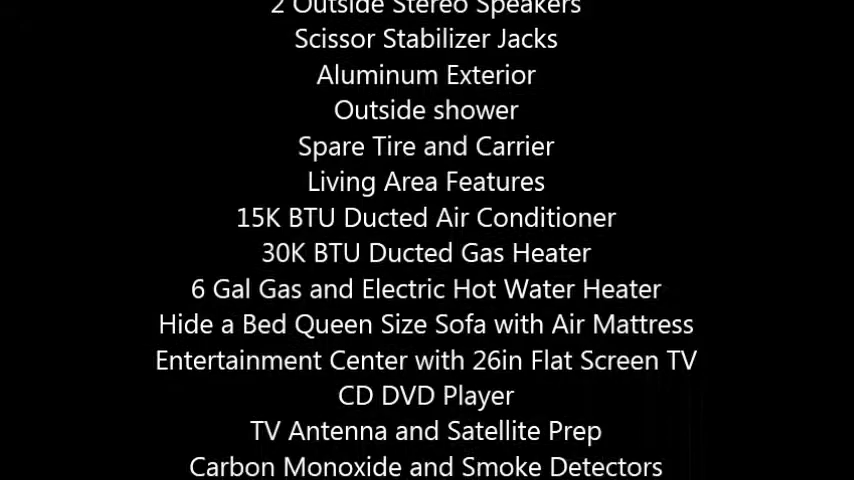 2 Outside Stereo Speakers
Scissor Stabilizer Jacks
Aluminum Exterior
Outside shower
Spare Tire and Carrier
Living Area Features
15K BTU Ducted Air Conditioner
30K BTU Ducted Gas Heater
6 Gal Gas and Electric Hot Water Heater
Hide a Bed Queen Size Sofa with Air Mattress
Entertainment Center with 26in Flat Screen TV
CD DVD Player
TV Antenna and Satellite Prep
Carbon Monoxide and Smoke Detectors